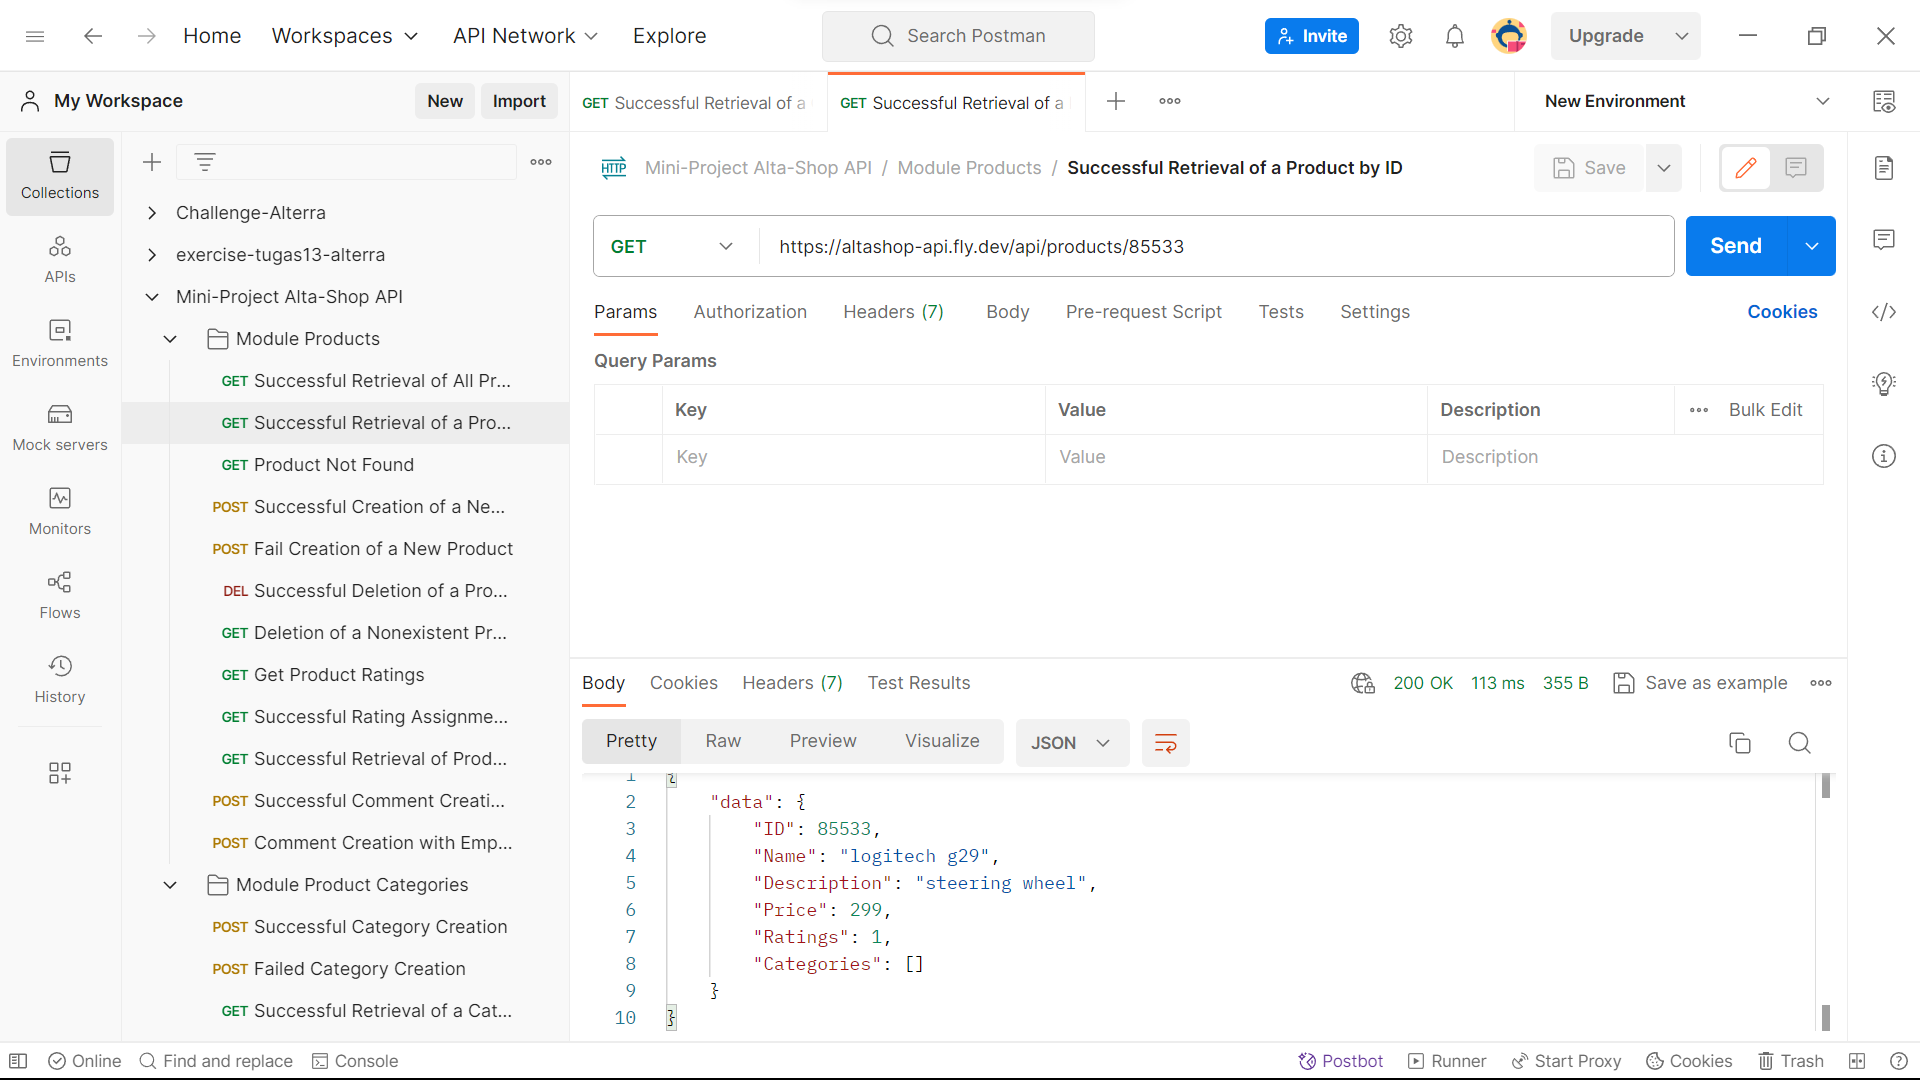 Home Workspaces API Network Explore Search Postman Invite Upgrade
My Workspace New Import GET Successful Retrieval of a GET Successful Retrieval of a New Environment
Collections
APIs
Environments
Mock servers
Monitors
Flows
History
Challenge-Alterra
exercise-tugas13-alterra
Mini-Project Alta-Shop API
Module Products
GET Successful Retrieval of All Pr...
GET Successful Retrieval of a Pro...
GET Product Not Found
POST Successful Creation of a Ne...
POST Fail Creation of a New Product
DEL Successful Deletion of a Pro...
GET Deletion of a Nonexistent Pr...
GET Get Product Ratings
GET Successful Rating Assignme...
GET Successful Retrieval of Prod...
POST Successful Comment Creati...
POST Comment Creation with Emp...
Module Product Categories
POST Successful Category Creation
POST Failed Category Creation
GET Successful Retrieval of a Cat...
HTTP Mini-Project Alta-Shop API / Module Products / Successful Retrieval of a Product by ID Save
GET https://altashop-api.fly.dev/api/products/85533 Send
Params Authorization Headers (7) Body Pre-request Script Tests Settings Cookies
Query Params
Key Value Description Bulk Edit
Key Value Description
Body Cookies Headers (7) Test Results 200 OK 113 ms 355 B Save as example
Pretty Raw Preview Visualize JSON
1 {
2 "data": {
3 "ID": 85533,
4 "Name": "logitech g29",
5 "Description": "steering wheel",
6 "Price": 299,
7 "Ratings": 1,
8 "Categories": []
9 }
10 }
Online Find and replace Console Postbot Runner Start Proxy Cookies Trash